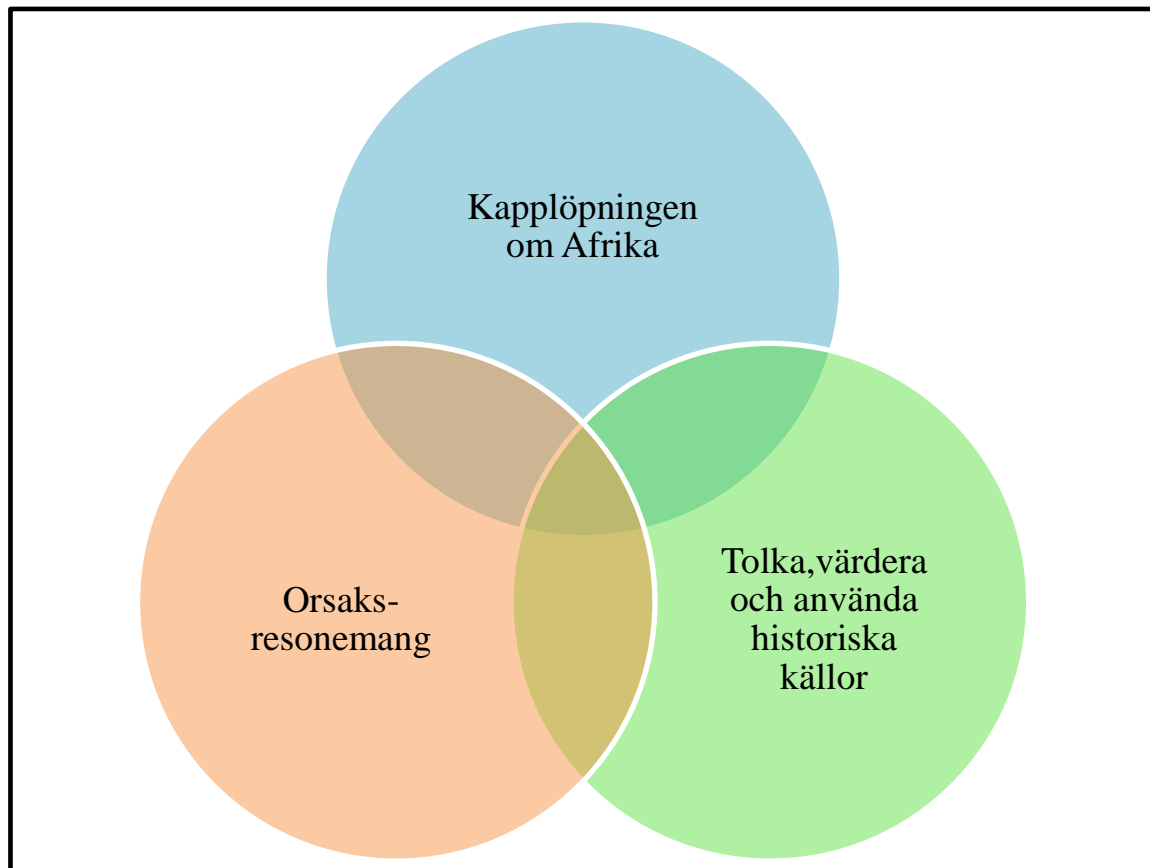 Kapplöpningen
om Afrika
Orsaks-
resonemang
Tolka,värdera
och använda
historiska
källor